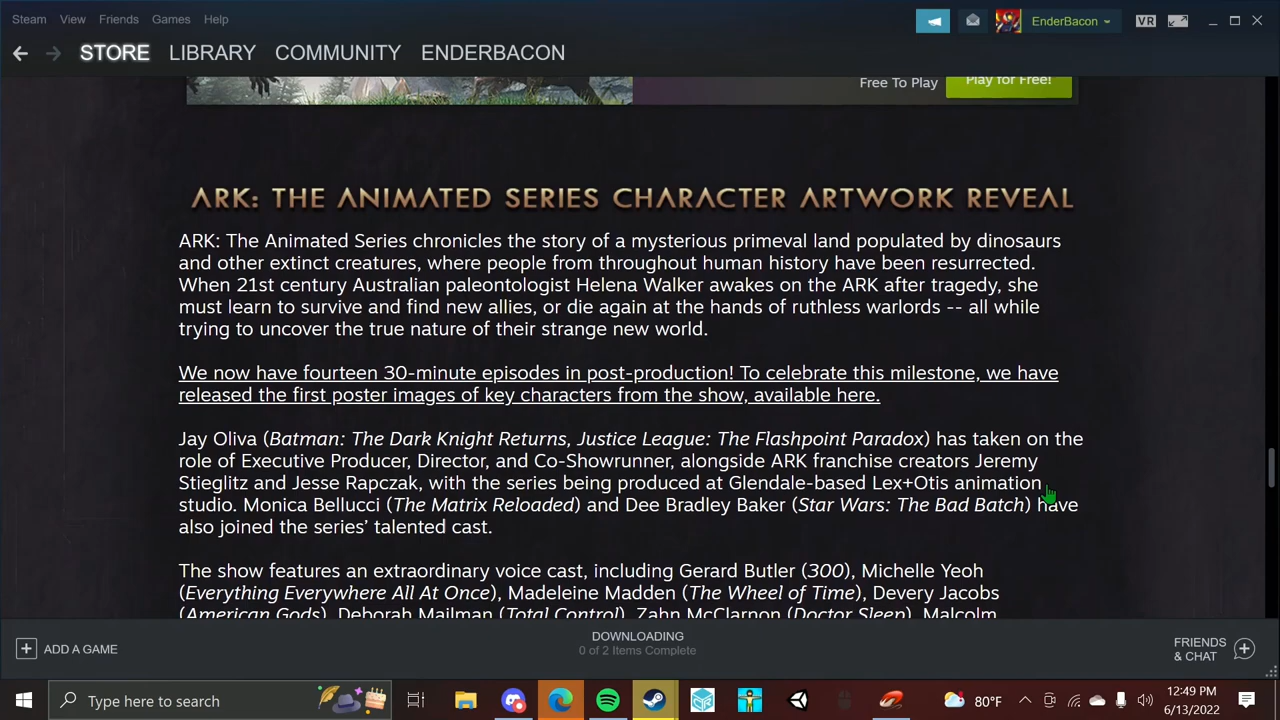 Steam View Friends Games Help
EnderBacon
VR
STORE LIBRARY COMMUNITY ENDERBACON
Free To Play
Play for Free!
ARK: THE ANIMATED SERIES CHARACTER ARTWORK REVEAL
ARK: The Animated Series chronicles the story of a mysterious primeval land populated by dinosaurs
and other extinct creatures, where people from throughout human history have been resurrected.
When 21st century Australian paleontologist Helena Walker awakes on the ARK after tragedy, she
must learn to survive and find new allies, or die again at the hands of ruthless warlords -- all while
trying to uncover the true nature of their strange new world.
We now have fourteen 30-minute episodes in post-production! To celebrate this milestone, we have
released the first poster images of key characters from the show, available here.
Jay Oliva (Batman: The Dark Knight Returns, Justice League: The Flashpoint Paradox) has taken on the
role of Executive Producer, Director, and Co-Showrunner, alongside ARK franchise creators Jeremy
Stieglitz and Jesse Rapczak, with the series being produced at Glendale-based Lex+Otis animation
studio. Monica Bellucci (The Matrix Reloaded) and Dee Bradley Baker (Star Wars: The Bad Batch) have
also joined the series’ talented cast.
The show features an extraordinary voice cast, including Gerard Butler (300), Michelle Yeoh
(Everything Everywhere All At Once), Madeleine Madden (The Wheel of Time), Devery Jacobs
(American Gods), Deborah Mailman (Total Control), Zahn McClarnon (Doctor Sleep), Malcolm
DOWNLOADING
0 of 2 Items Complete
ADD A GAME
FRIENDS
& CHAT
Type here to search
80°F
12:49 PM
6/13/2022